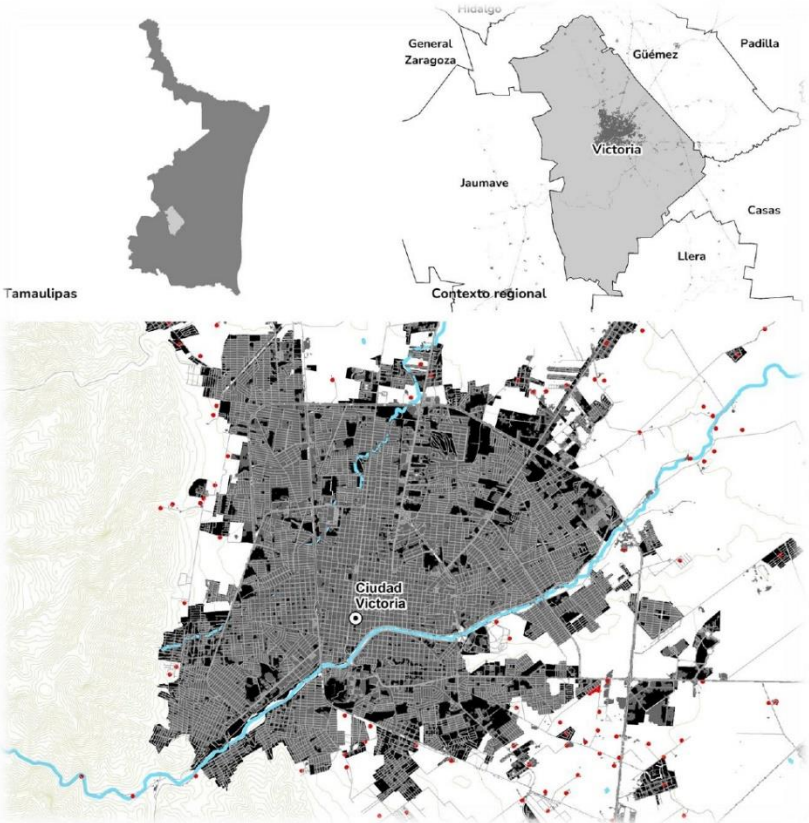 Hidalgo
General
Zaragoza
Güémez
Padilla
Victoria
Jaumave
Casas
Llera
Tamaulipas
Contexto regional
Ciudad
Victoria